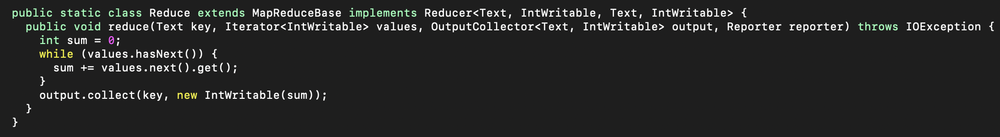 public static class Reduce extends MapReduceBase implements Reducer<Text, IntWritable, Text, IntWritable> {
  public void reduce(Text key, Iterator<IntWritable> values, OutputCollector<Text, IntWritable> output, Reporter reporter) throws IOException {
    int sum = 0;
    while (values.hasNext()) {
      sum += values.next().get();
    }
    output.collect(key, new IntWritable(sum));
  }
}